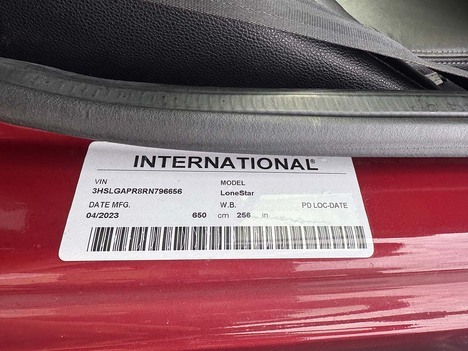 INTERNATIONAL®
VIN MODEL
3HSLGAPR8RN796656 LoneStar
DATE MFG. W.B. PD LOC-DATE
04/2023 650 cm 256 in